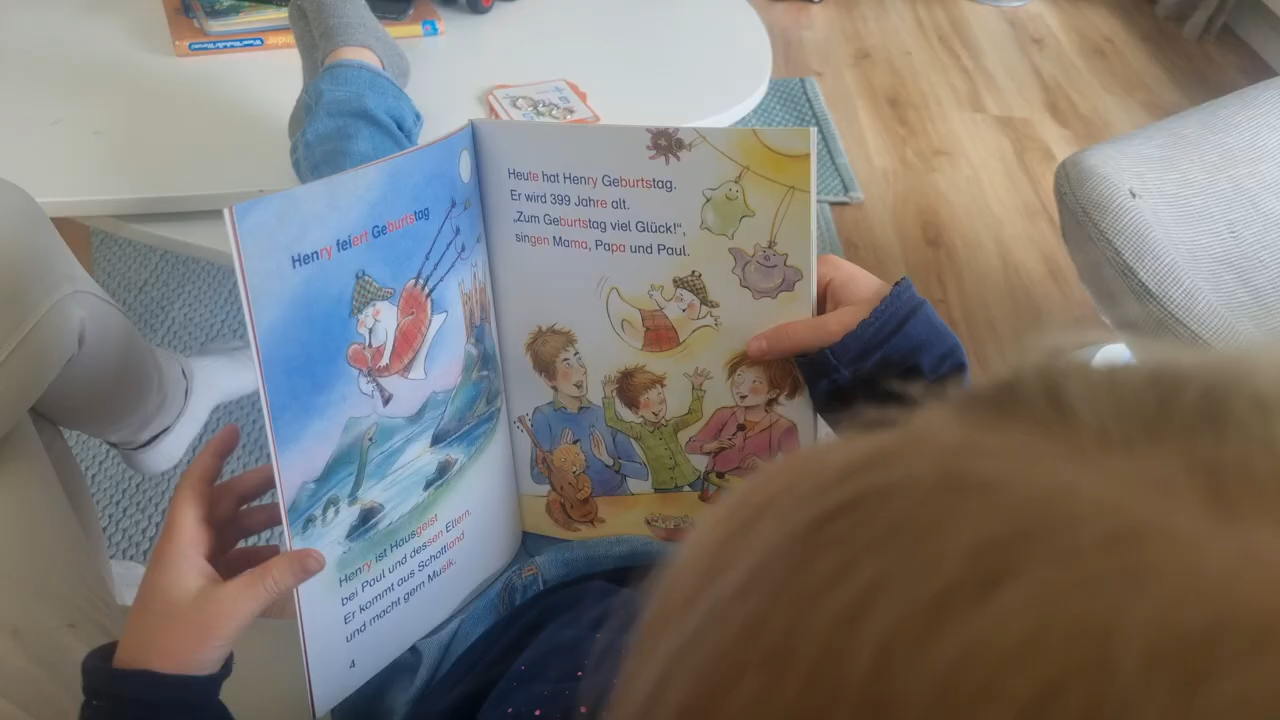 Henry feiert Geburtstag
Henry ist Hausgeist
bei Paul und dessen Eltern.
Er kommt aus Schottland
und macht gern Musik.
4
Heute hat Henry Geburtstag.
Er wird 399 Jahre alt.
„Zum Geburtstag viel Glück!“,
singen Mama, Papa und Paul.